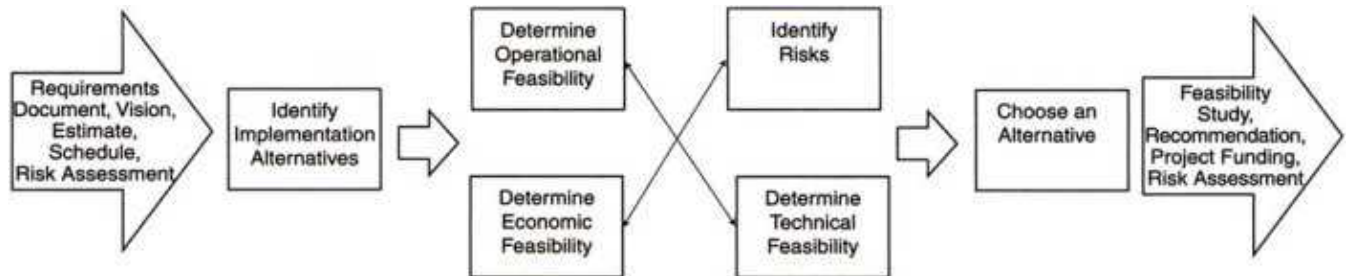 Requirements
Document, Vision,
Estimate,
Schedule,
Risk Assessment
Identify
Implementation
Alternatives
Determine
Operational
Feasibility
Identify
Risks
Determine
Economic
Feasibility
Determine
Technical
Feasibility
Choose an
Alternative
Feasibility
Study,
Recommendation,
Project Funding,
Risk Assessment